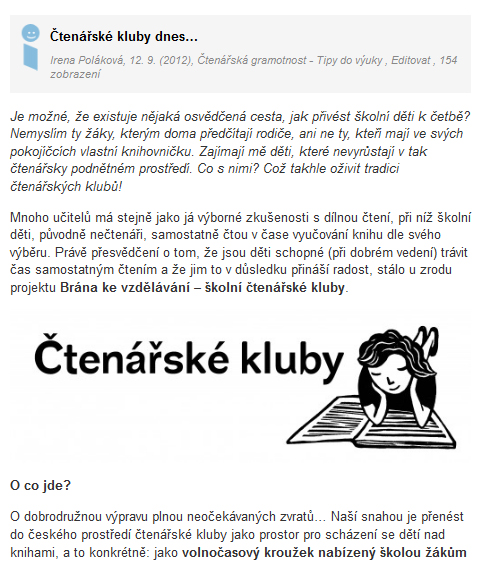 Čtenářské kluby dnes...
Irena Poláková, 12. 9. (2012), Čtenářská gramotnost - Tipy do výuky , Editovat , 154
zobrazení
Je možné, že existuje nějaká osvědčená cesta, jak přivést školní děti k četbě?
Nemyslím ty žáky, kterým doma předčítají rodiče, ani ne ty, kteří mají ve svých
pokojíčcích vlastní knihovničku. Zajímají mě děti, které nevyrůstají v tak
čtenářsky podnětném prostředí. Co s nimi? Což takhle oživit tradici
čtenářských klubů!
Mnoho učitelů má stejně jako já výborné zkušenosti s dílnou čtení, při níž školní
děti, původně nečtenáři, samostatně čtou v čase vyučování knihu dle svého
výběru. Právě přesvědčení o tom, že jsou děti schopné (při dobrém vedení) trávit
čas samostatným čtením a že jim to v důsledku přináší radost, stálo u zrodu
projektu Brána ke vzdělávání – školní čtenářské kluby.
Čtenářské kluby
O co jde?
O dobrodružnou výpravu plnou neočekávaných zvratů... Naší snahou je přenést
do českého prostředí čtenářské kluby jako prostor pro scházení se dětí nad
knihami, a to konkrétně: jako volnočasový kroužek nabízený školou žákům